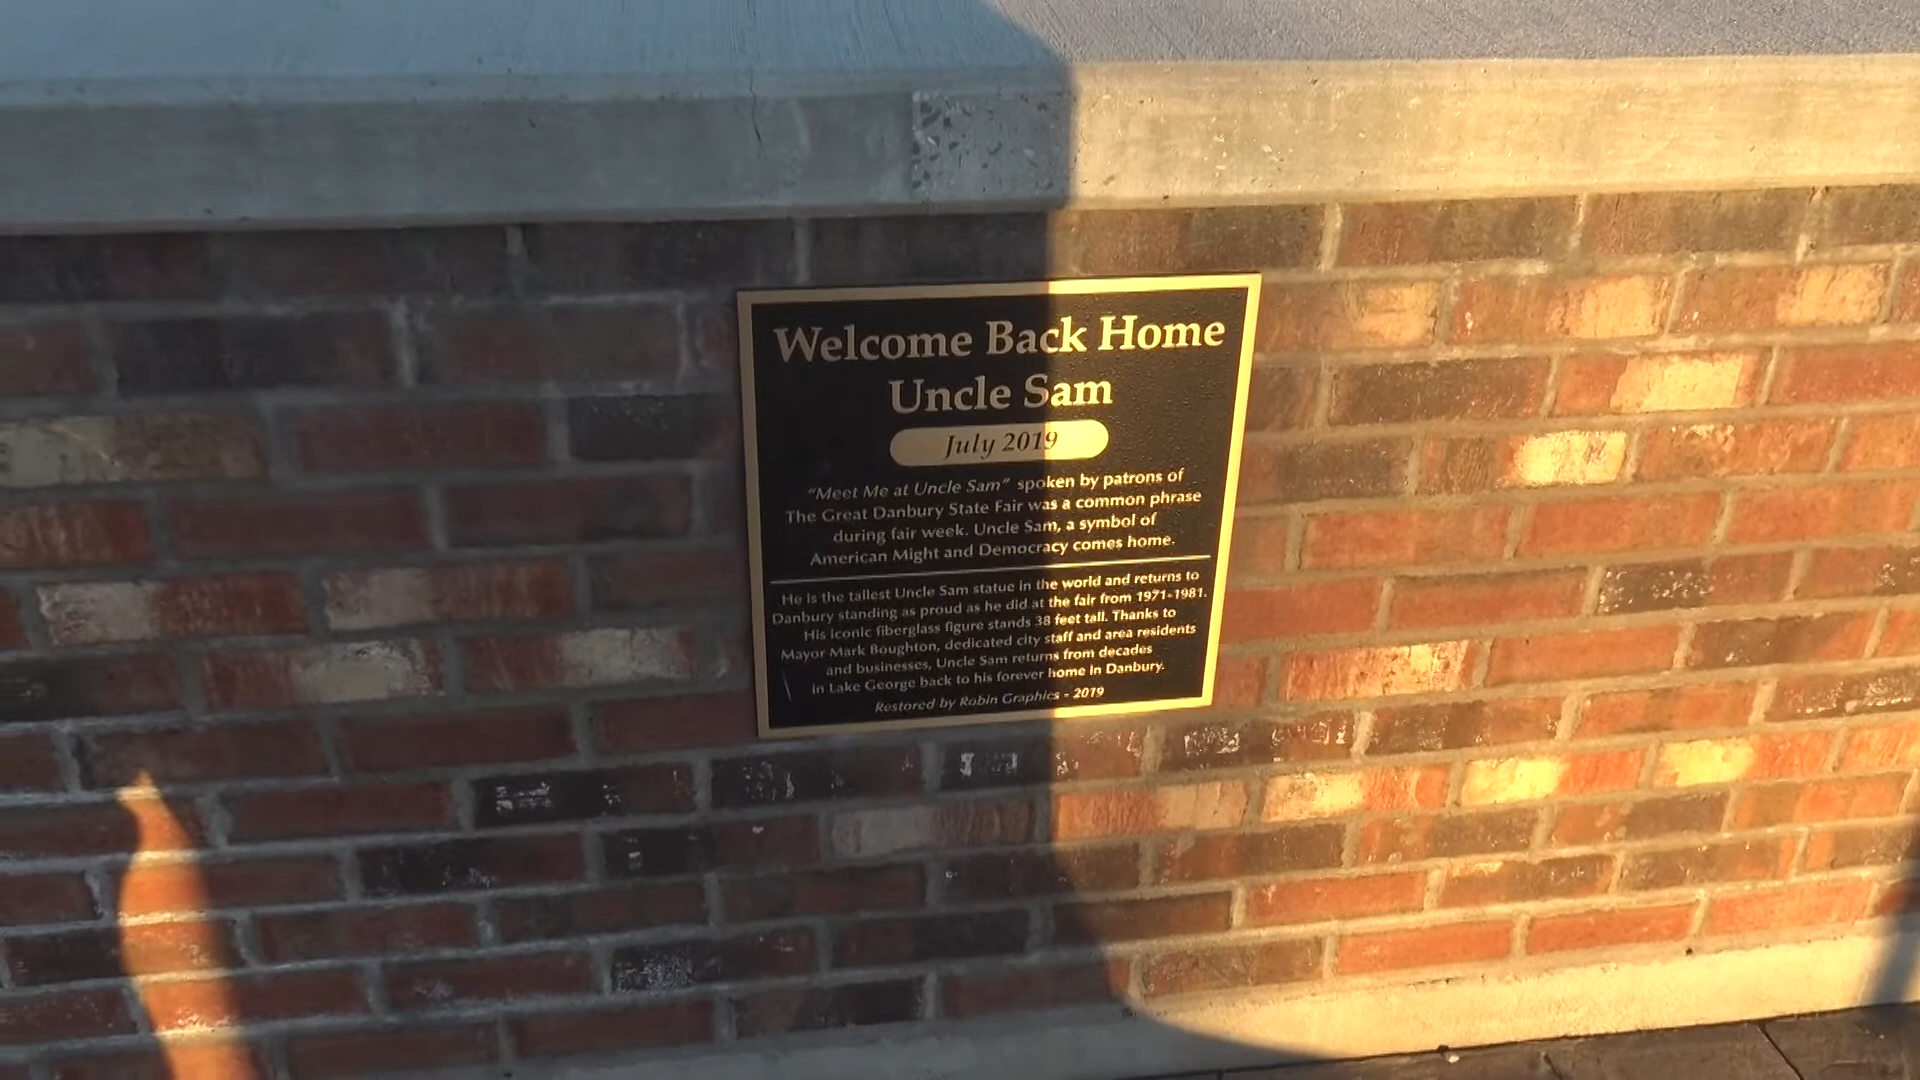 Welcome Back Home
Uncle Sam
July 2019
"Meet Me at Uncle Sam" spoken by patrons of
The Great Danbury State Fair was a common phrase
during fair week. Uncle Sam, a symbol of
American Might and Democracy comes home.
He is the tallest Uncle Sam statue in the world and returns to
Danbury standing as proud as he did at the fair from 1971-1981.
His iconic fiberglass figure stands 38 feet tall. Thanks to
Mayor Mark Boughton, dedicated city staff and area residents
and businesses, Uncle Sam returns from decades
in Lake George back to his forever home in Danbury.
Restored by Robin Graphics - 2019